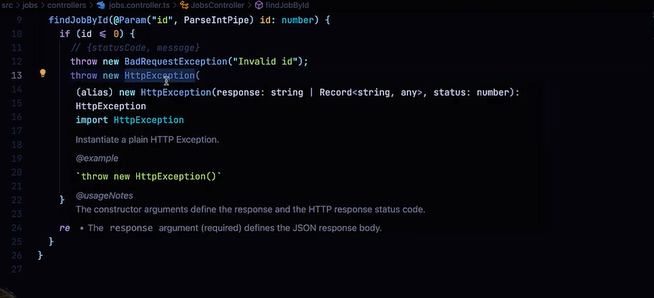 src > jobs > controllers > jobs.controller.ts > JobsController > findJobById
9 findJobById(@Param("id", ParseIntPipe) id: number) {
10 if (id <= 0) {
11 // {statusCode, message}
12 throw new BadRequestException("Invalid id");
13 throw new HttpException(
14 (alias) new HttpException(response: string | Record<string, any>, status: number):
15 HttpException
16 import HttpException
17 Instantiate a plain HTTP Exception.
18
19 @example
20 `throw new HttpException()`
21 @usageNotes
22 } The constructor arguments define the response and the HTTP response status code.
24 re • The response argument (required) defines the JSON response body.
25 }
26 }
27